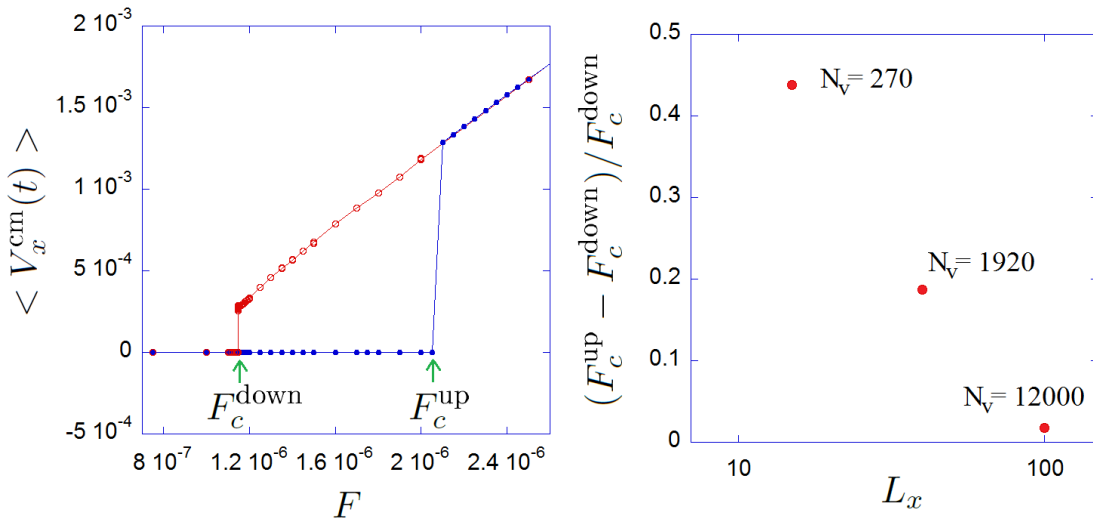 < V_x^cm(t) >
2 10^-3
1.5 10^-3
1 10^-3
5 10^-4
0
-5 10^-4
F_c^down
F_c^up
8 10^-7
1.2 10^-6
1.6 10^-6
2 10^-6
2.4 10^-6
F
(F_c^up − F_c^down)/F_c^down
0.5
0.4
0.3
0.2
0.1
0
N_v = 270
N_v = 1920
N_v = 12000
10
100
L_x